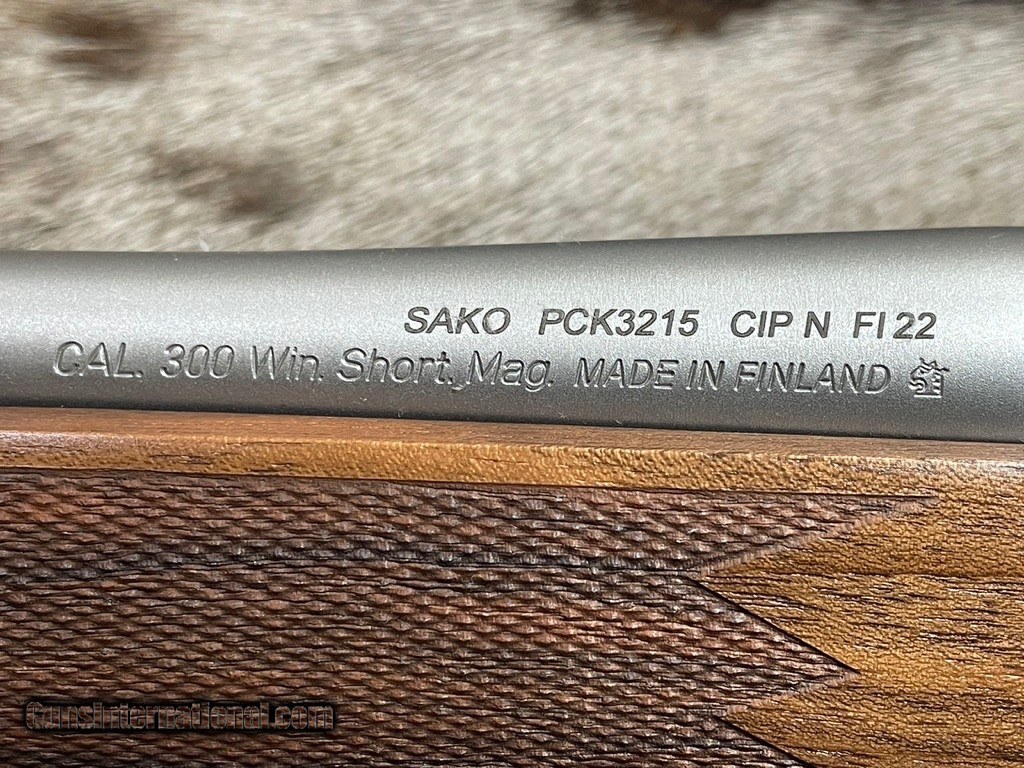 SAKO PCK3215 CIP N FI 22
CAL. 300 Win. Short. Mag. MADE IN FINLAND
GunsInternational.com